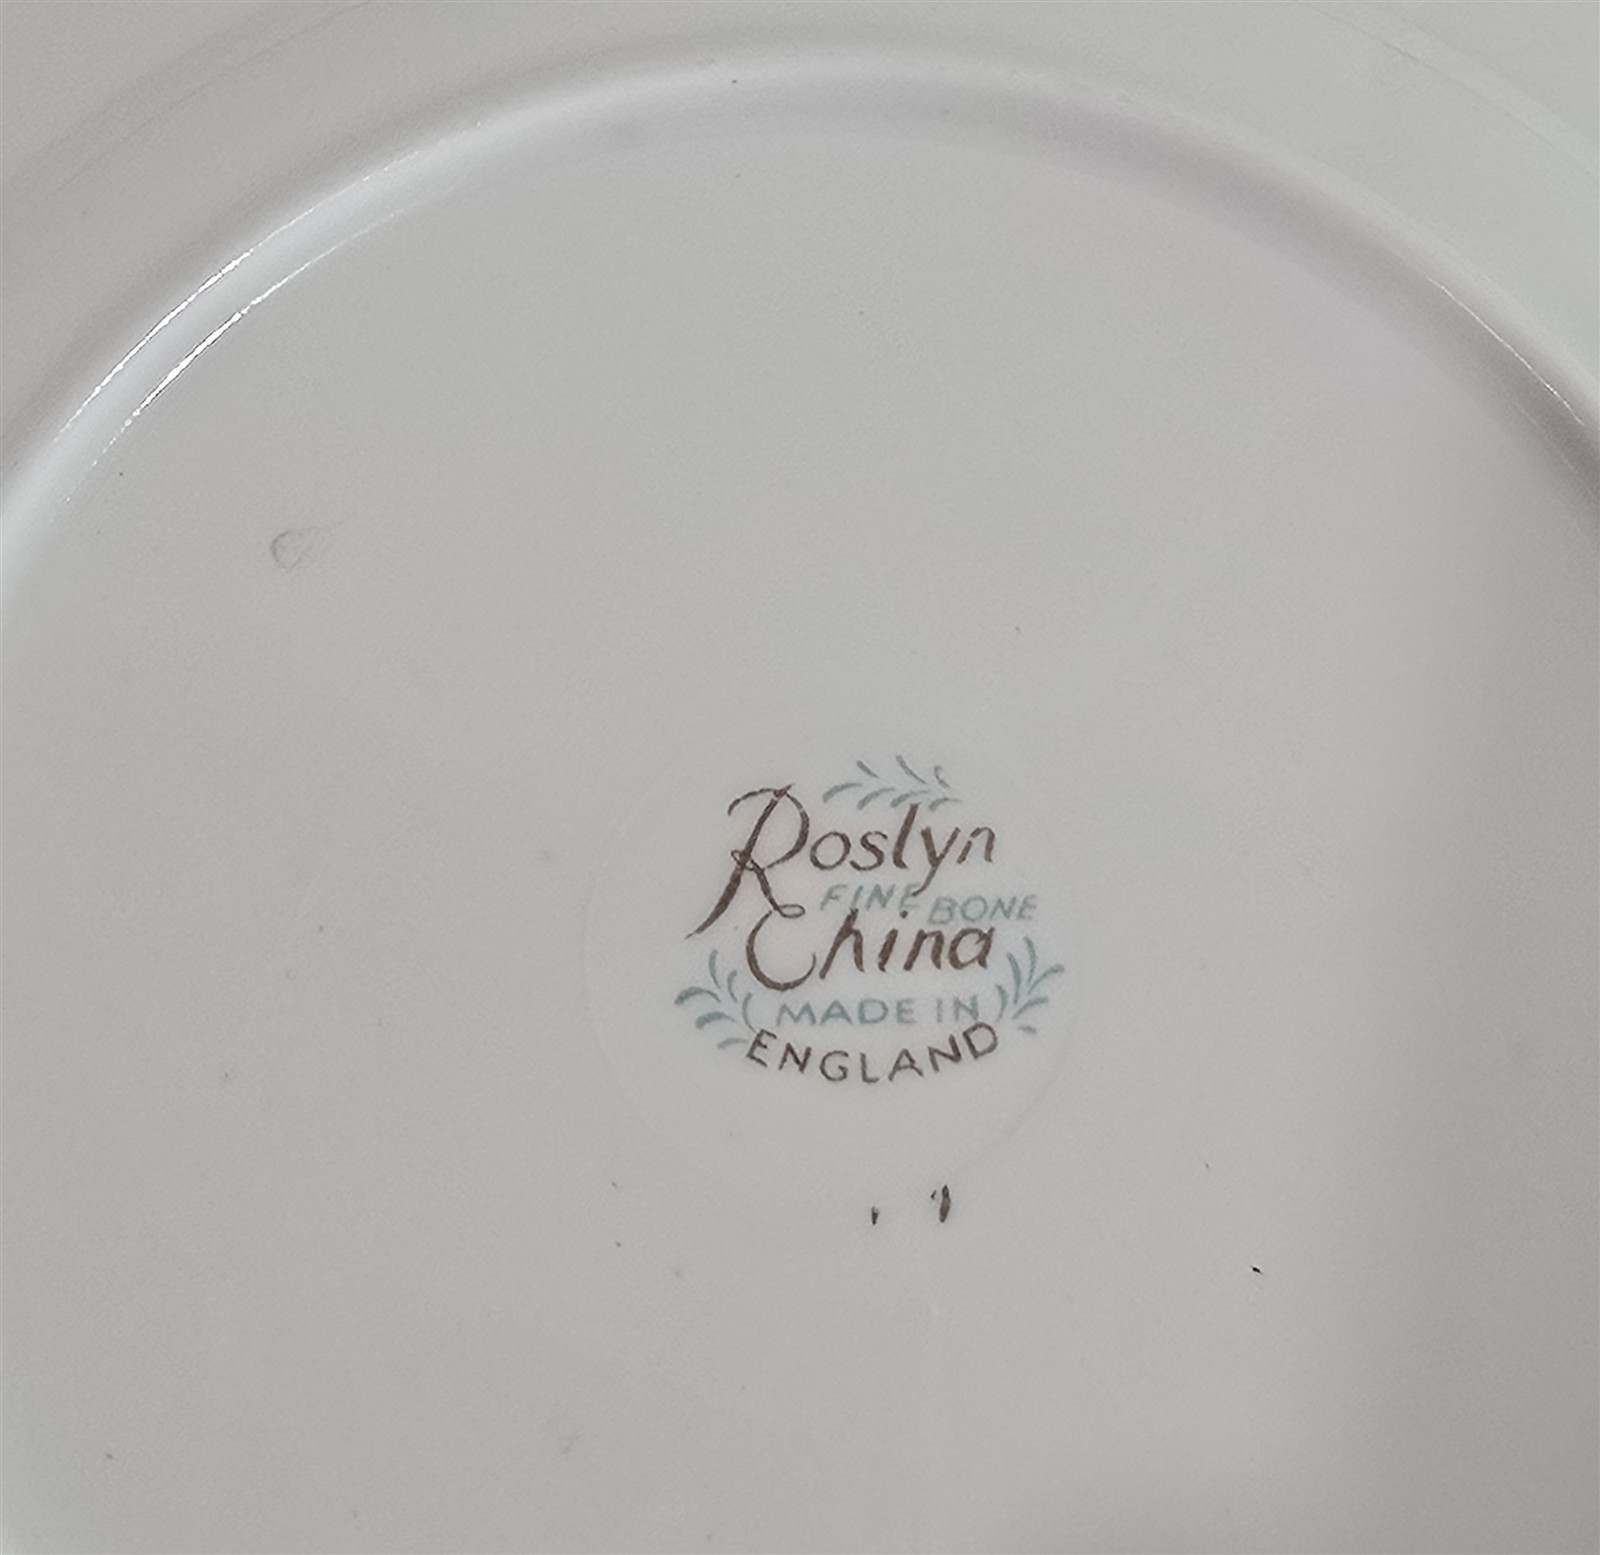 Roslyn
FINE BONE
China
MADE IN
ENGLAND